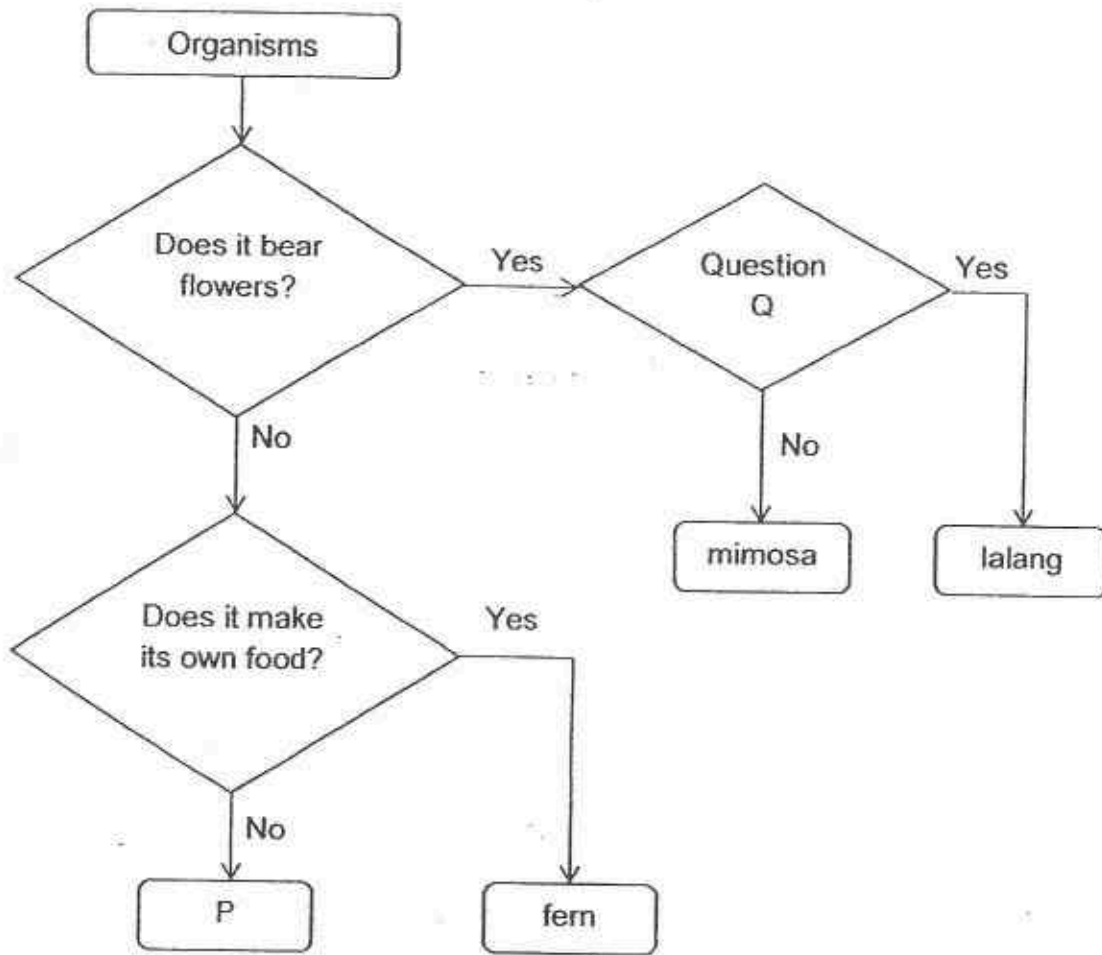 Organisms
Does it bear
flowers?
Yes
Question
Q
Yes
No
No
mimosa
lalang
Does it make
its own food?
Yes
No
P
fern